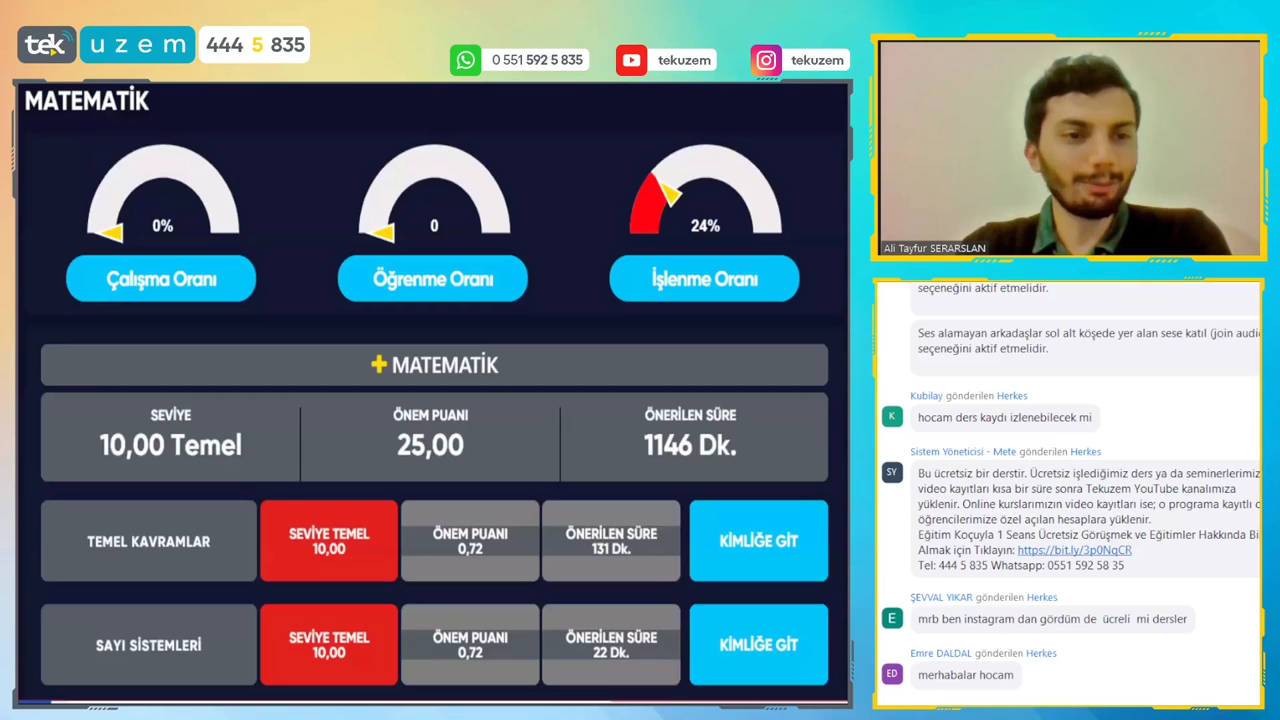 tek
uzem
444 5 835
0 551 592 5 835
tekuzem
tekuzem
MATEMATİK
0%
0
24%
Çalışma Oranı
Öğrenme Oranı
İşlenme Oranı
+ MATEMATİK
SEVİYE
10,00 Temel
ÖNEM PUANI
25,00
ÖNERİLEN SÜRE
1146 Dk.
TEMEL KAVRAMLAR
SEVİYE TEMEL
10,00
ÖNEM PUANI
0,72
ÖNERİLEN SÜRE
131 Dk.
KİMLİĞE GİT
SAYI SİSTEMLERİ
SEVİYE TEMEL
10,00
ÖNEM PUANI
0,72
ÖNERİLEN SÜRE
22 Dk.
KİMLİĞE GİT
Ali Tayfur SERARSLAN
seçeneğini aktif etmelidir.
Ses alamayan arkadaşlar sol alt köşede yer alan sese katıl (join audi
seçeneğini aktif etmelidir.
Kubilay gönderilen Herkes
K
hocam ders kaydı izlenebilecek mi
Sistem Yöneticisi - Mete gönderilen Herkes
SY
Bu ücretsiz bir derstir. Ücretsiz işlediğimiz ders ya da seminerlerimiz
video kayıtları kısa bir süre sonra Tekuzem YouTube kanalımıza
yüklenir. Online kurslarımızın video kayıtları ise; o programa kayıtlı
öğrencilerimize özel açılan hesaplara yüklenir.
Eğitim Koçuyla 1 Seans Ücretsiz Görüşmek ve Eğitimler Hakkında Bi
Almak için Tıklayın: https://bit.ly/3p0NqCR
Tel: 444 5 835 Whatsapp: 0551 592 58 35
ŞEVVAL YIKAR gönderilen Herkes
E
mrb ben instagram dan gördüm de ücreli mi dersler
Emre DALDAL gönderilen Herkes
ED
merhabalar hocam